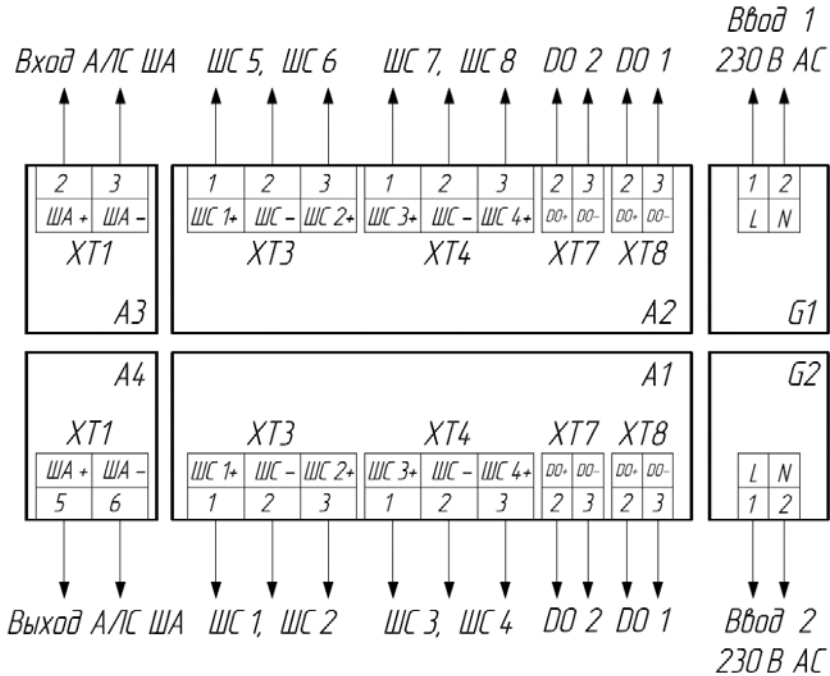 Ввод 1
Вход АЛС ША ШС 5, ШС 6 ШС 7, ШС 8 DO 2 DO 1 230 В АС
2 3 1 2 3 1 2 3 2 3 2 3 1 2
ША + ША – ШС 1+ ШС – ШС 2+ ШС 3+ ШС – ШС 4+ DO+ DO– DO+ DO– L N
XT1 XT3 XT4 XT7 XT8
А3 А2 G1
А4 А1 G2
XT1 XT3 XT4 XT7 XT8
ША + ША – ШС 1+ ШС – ШС 2+ ШС 3+ ШС – ШС 4+ DO+ DO– DO+ DO– L N
5 6 1 2 3 1 2 3 2 3 2 3 1 2
Выход АЛС ША ШС 1, ШС 2 ШС 3, ШС 4 DO 2 DO 1 Ввод 2
230 В АС